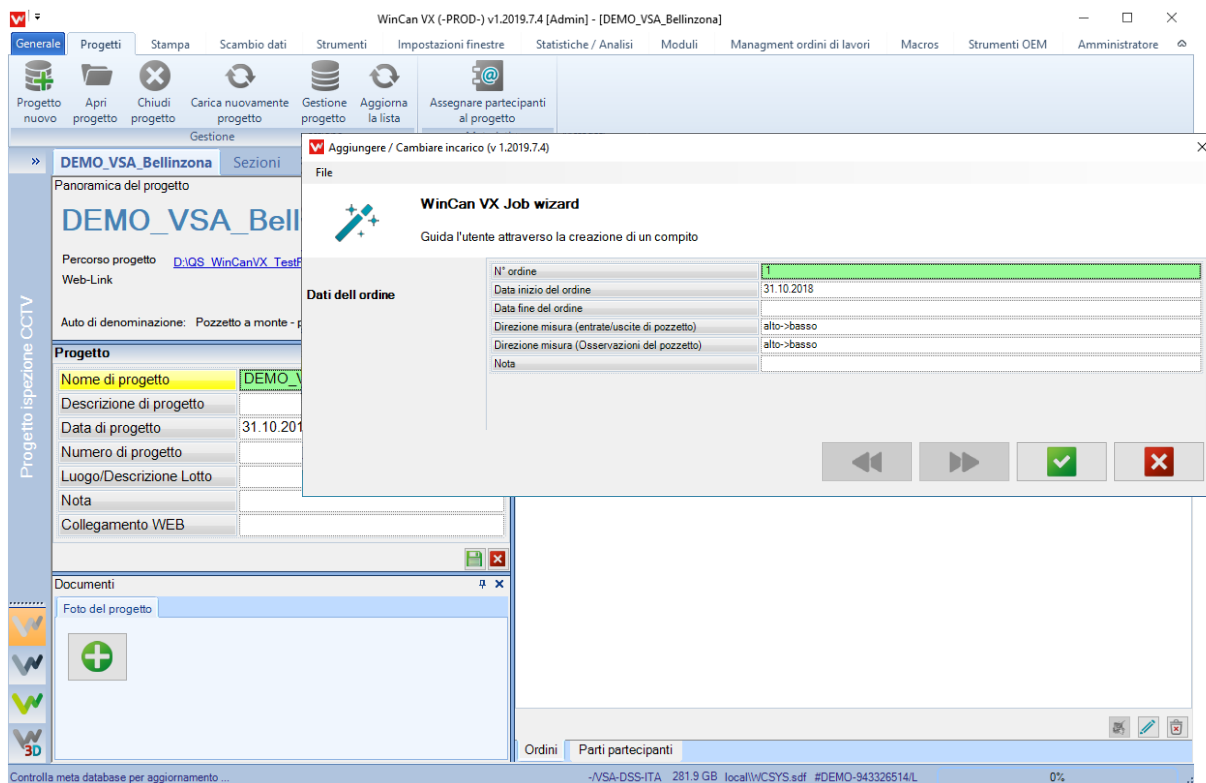 WinCan VX (-PROD-) v1.2019.7.4 [Admin] - [DEMO_VSA_Bellinzona]
Generale Progetti Stampa Scambio dati Strumenti Impostazioni finestre Statistiche / Analisi Moduli Managment ordini di lavori Macros Strumenti OEM Amministratore
Progetto Apri Chiudi Carica nuovamente Gestione Aggiorna Assegnare partecipanti
nuovo progetto progetto progetto progetto la lista al progetto
Gestione
DEMO_VSA_Bellinzona Sezioni
Panoramica del progetto
DEMO_VSA_Bell
Percorso progetto D:\QS_WinCanVX_TestF
Web-Link
Auto di denominazione: Pozzetto a monte - p
Progetto ispezione CCTV
Progetto
Nome di progetto DEMO_V
Descrizione di progetto
Data di progetto 31.10.201
Numero di progetto
Luogo/Descrizione Lotto
Nota
Collegamento WEB
Documenti
Foto del progetto
3D
Aggiungere / Cambiare incarico (v 1.2019.7.4)
File
WinCan VX Job wizard
Guida l'utente attraverso la creazione di un compito
Dati dell ordine
N° ordine 1
Data inizio del ordine 31.10.2018
Data fine del ordine
Direzione misura (entrate/uscite di pozzetto) alto->basso
Direzione misura (Osservazioni del pozzetto) alto->basso
Nota
Ordini Parti partecipanti
Controlla meta database per aggiornamento ... -/VSA-DSS-ITA 281.9 GB local\WCSYS.sdf #DEMO-943326514/L 0%